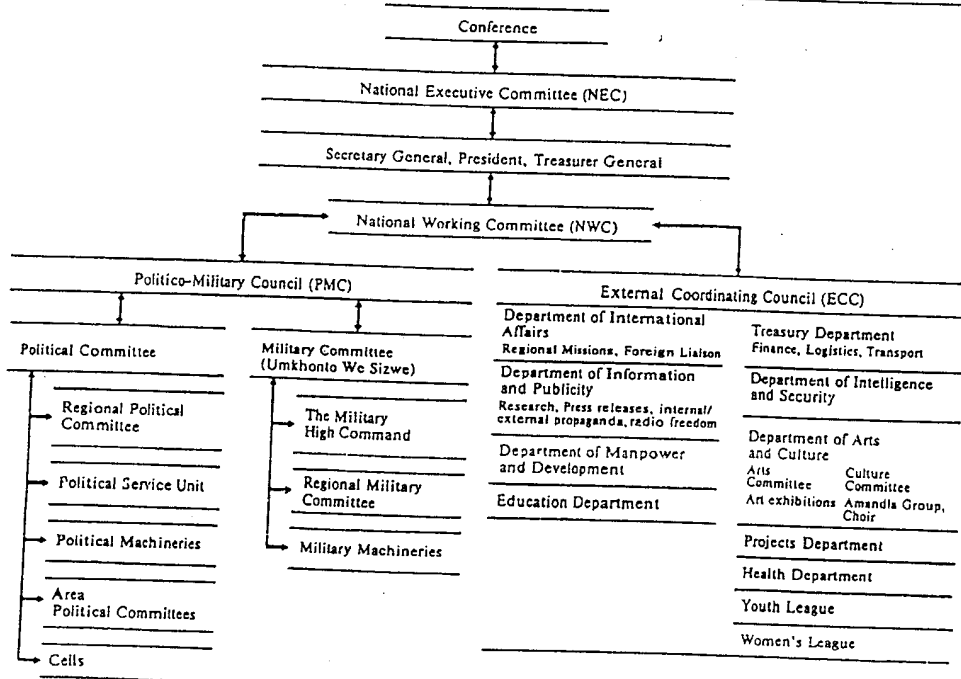 Conference
National Executive Committee (NEC)
Secretary General, President, Treasurer General
National Working Committee (NWC)
Politico-Military Council (PMC)
Political Committee
Regional Political
Committee
Political Service Unit
Political Machineries
Area
Political Committees
Cells
Military Committee
(Umkhonto We Sizwe)
The Military
High Command
Regional Military
Committee
Military Machineries
External Coordinating Council (ECC)
Department of International
Affairs
Regional Missions, Foreign Liaison
Department of Information
and Publicity
Research, Press releases, internal/
external propaganda, radio freedom
Department of Manpower
and Development
Education Department
Treasury Department
Finance, Logistics, Transport
Department of Intelligence
and Security
Department of Arts
and Culture
Arts
Committee
Art exhibitions
Culture
Committee
Amandla Group,
Choir
Projects Department
Health Department
Youth League
Women's League